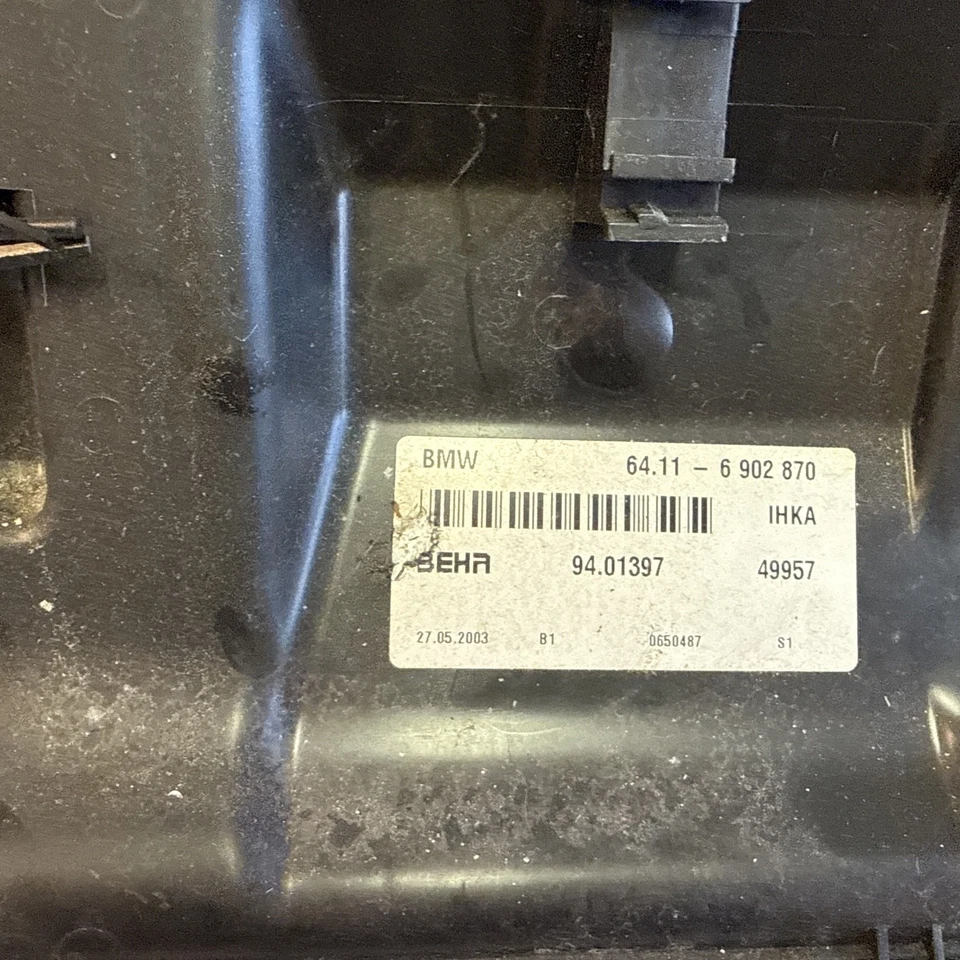 BMW 64.11 - 6 902 870
IHKA
BEHR 94.01397 49957
27.05.2003 B1 0650487 S1